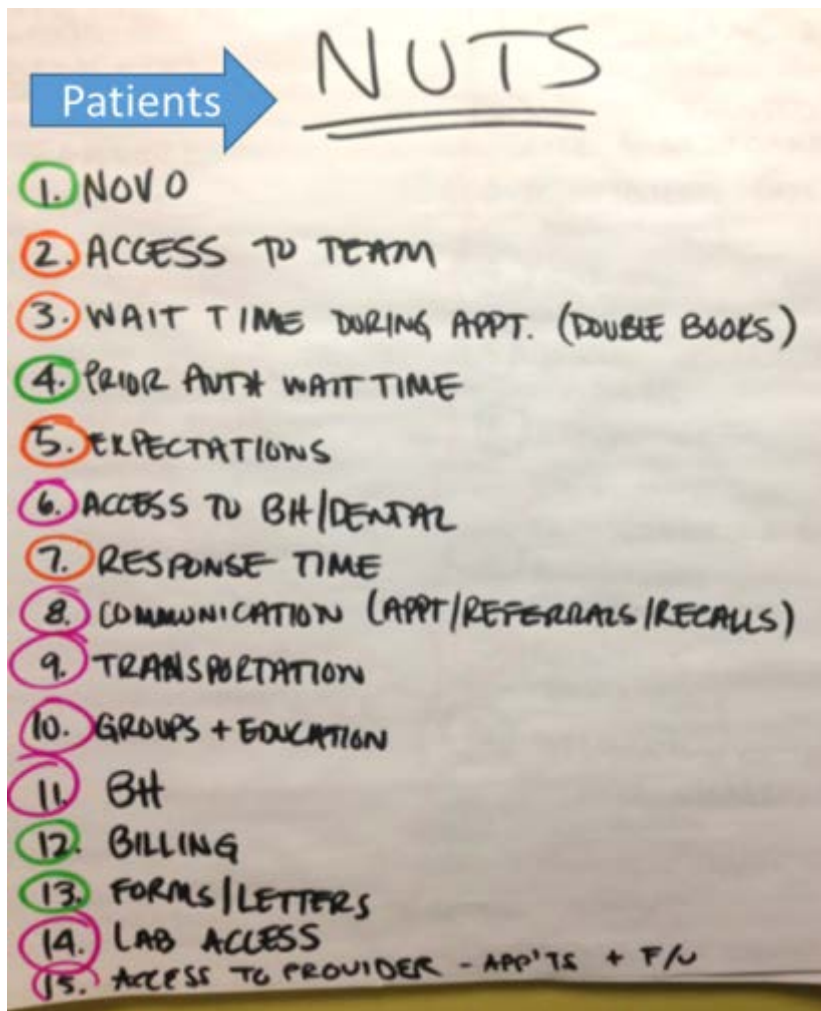 NUTS
Patients
1. NOVO
2. ACCESS TO TEAM
3. WAIT TIME DURING APPT. (DOUBLE BOOKS)
4. PRIOR AUTH WAIT TIME
5. EXPECTATIONS
6. ACCESS TO BH/DENTAL
7. RESPONSE TIME
8. COMMUNICATION (APPT/REFERRALS/RECALLS)
9. TRANSPORTATION
10. GROUPS + EDUCATION
11. BH
12. BILLING
13. FORMS/LETTERS
14. LAB ACCESS
15. ACCESS TO PROVIDER - APP'TS + F/U